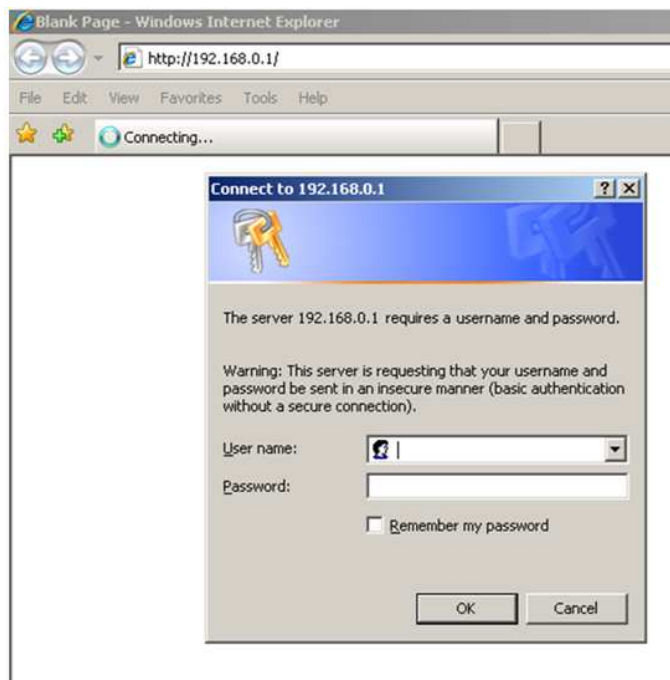 Blank Page - Windows Internet Explorer
http://192.168.0.1/
File Edit View Favorites Tools Help
Connecting...
Connect to 192.168.0.1
The server 192.168.0.1 requires a username and password.
Warning: This server is requesting that your username and
password be sent in an insecure manner (basic authentication
without a secure connection).
User name:
Password:
Remember my password
OK Cancel